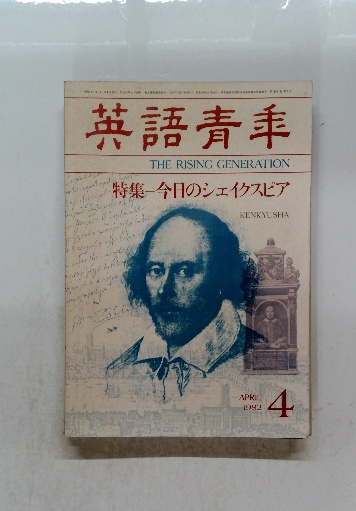 英語青年
THE RISING GENERATION
特集―今日のシェイクスピア
KENKYUSHA
APRIL
1982 4